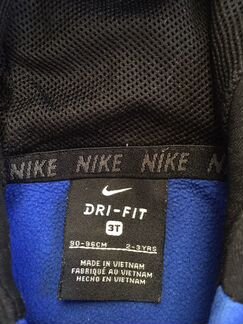 NIKE NIKE NIKE NIKE
DRI-FIT
3T
90-96CM 2-3YRS
MADE IN VIETNAM
FABRIQUÉ AU VIETNAM
HECHO EN VIETNAM